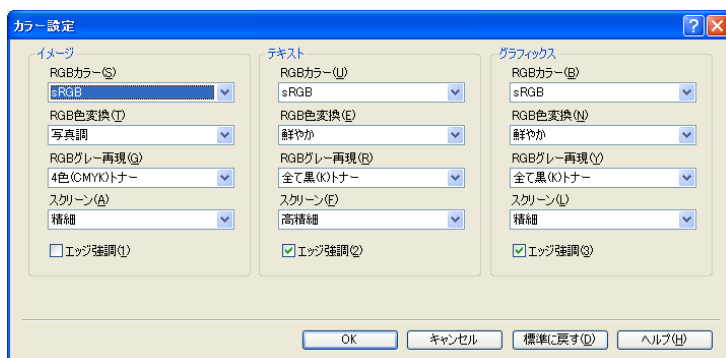 カラー設定
イメージ
RGBカラー(S)
sRGB
RGB色変換(T)
写真調
RGBグレー再現(G)
4色(CMYK)トナー
スクリーン(A)
精細
エッジ強調(1)
テキスト
RGBカラー(U)
sRGB
RGB色変換(E)
鮮やか
RGBグレー再現(R)
全て黒(K)トナー
スクリーン(F)
高精細
エッジ強調(2)
グラフィックス
RGBカラー(B)
sRGB
RGB色変換(N)
鮮やか
RGBグレー再現(Y)
全て黒(K)トナー
スクリーン(L)
精細
エッジ強調(3)
OK
キャンセル
標準に戻す(D)
ヘルプ(H)